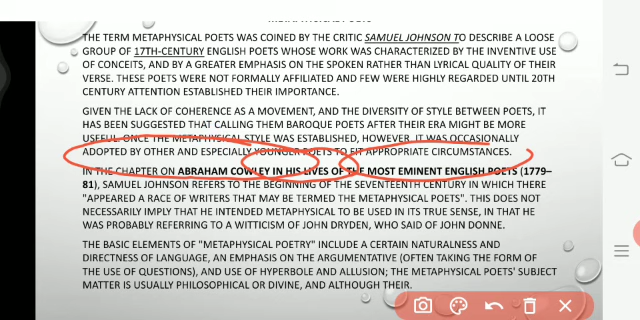 THE TERM METAPHYSICAL POETS WAS COINED BY THE CRITIC SAMUEL JOHNSON TO DESCRIBE A LOOSE
GROUP OF 17TH-CENTURY ENGLISH POETS WHOSE WORK WAS CHARACTERIZED BY THE INVENTIVE USE
OF CONCEITS, AND BY A GREATER EMPHASIS ON THE SPOKEN RATHER THAN LYRICAL QUALITY OF THEIR
VERSE. THESE POETS WERE NOT FORMALLY AFFILIATED AND FEW WERE HIGHLY REGARDED UNTIL 20TH
CENTURY ATTENTION ESTABLISHED THEIR IMPORTANCE.
GIVEN THE LACK OF COHERENCE AS A MOVEMENT, AND THE DIVERSITY OF STYLE BETWEEN POETS, IT
HAS BEEN SUGGESTED THAT CALLING THEM BAROQUE POETS AFTER THEIR ERA MIGHT BE MORE
USEFUL. ONCE THE METAPHYSICAL STYLE WAS ESTABLISHED, HOWEVER, IT WAS OCCASIONALLY
ADOPTED BY OTHER AND ESPECIALLY YOUNGER POETS TO FIT APPROPRIATE CIRCUMSTANCES.
IN THE CHAPTER ON ABRAHAM COWLEY IN HIS LIVES OF THE MOST EMINENT ENGLISH POETS (1779–
81), SAMUEL JOHNSON REFERS TO THE BEGINNING OF THE SEVENTEENTH CENTURY IN WHICH THERE
"APPEARED A RACE OF WRITERS THAT MAY BE TERMED THE METAPHYSICAL POETS". THIS DOES NOT
NECESSARILY IMPLY THAT HE INTENDED METAPHYSICAL TO BE USED IN ITS TRUE SENSE, IN THAT HE
WAS PROBABLY REFERRING TO A WITTICISM OF JOHN DRYDEN, WHO SAID OF JOHN DONNE.
THE BASIC ELEMENTS OF "METAPHYSICAL POETRY" INCLUDE A CERTAIN NATURALNESS AND
DIRECTNESS OF LANGUAGE, AN EMPHASIS ON THE ARGUMENTATIVE (OFTEN TAKING THE FORM OF
THE USE OF QUESTIONS), AND USE OF HYPERBOLE AND ALLUSION; THE METAPHYSICAL POETS' SUBJECT
MATTER IS USUALLY PHILOSOPHICAL OR DIVINE, AND ALTHOUGH THEIR.